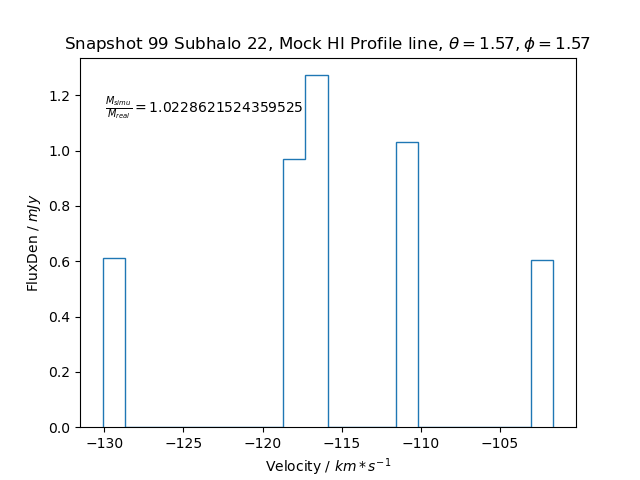 Snapshot 99 Subhalo 22, Mock HI Profile line, θ = 1.57, ϕ = 1.57
M_simu/M_real = 1.0228621524359525
FluxDen / mJy
1.2
1.0
0.8
0.6
0.4
0.2
0.0
−130 −125 −120 −115 −110 −105
Velocity / km * s⁻¹